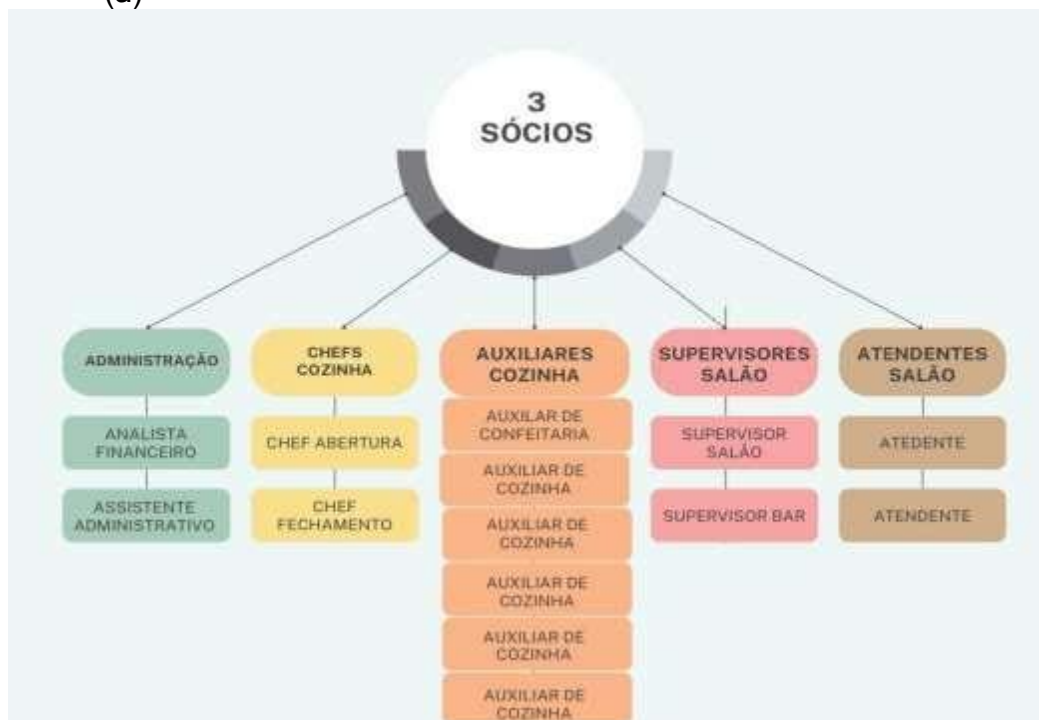 (a)
3
SÓCIOS
ADMINISTRAÇÃO
ANALISTA
FINANCEIRO
ASSISTENTE
ADMINISTRATIVO
CHEFS
COZINHA
CHEF ABERTURA
CHEF
FECHAMENTO
AUXILIARES
COZINHA
AUXILAR DE
CONFEITARIA
AUXILIAR DE
COZINHA
AUXILIAR DE
COZINHA
AUXILIAR DE
COZINHA
AUXILIAR DE
COZINHA
AUXILIAR DE
COZINHA
SUPERVISORES
SALÃO
SUPERVISOR
SALÃO
SUPERVISOR BAR
ATENDENTES
SALÃO
ATEDENTE
ATENDENTE